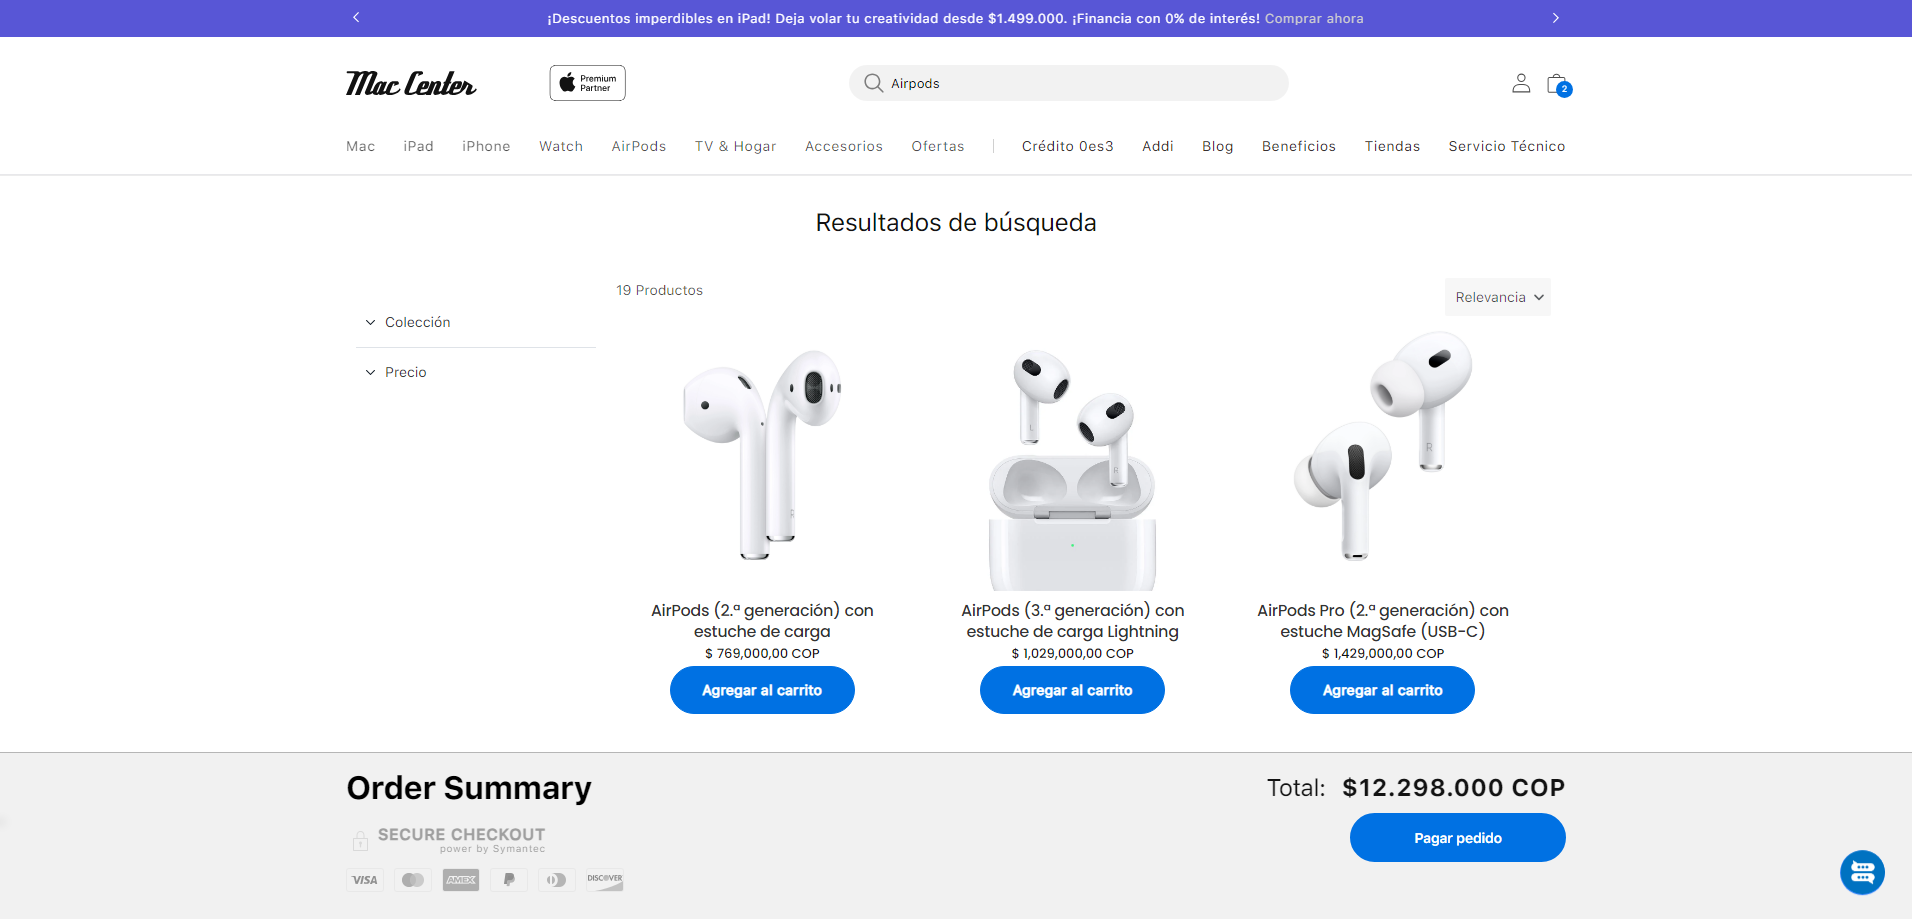 ¡Descuentos imperdibles en iPad! Deja volar tu creatividad desde $1.499.000. ¡Financia con 0% de interés! Comprar ahora
Mac Center
Premium
Partner
Airpods
2
Mac iPad iPhone Watch AirPods TV & Hogar Accesorios Ofertas Crédito 0es3 Addi Blog Beneficios Tiendas Servicio Técnico
Resultados de búsqueda
19 Productos
Relevancia
Colección
Precio
AirPods (2.ª generación) con
estuche de carga
$ 769,000,00 COP
Agregar al carrito
AirPods (3.ª generación) con
estuche de carga Lightning
$ 1,029,000,00 COP
Agregar al carrito
AirPods Pro (2.ª generación) con
estuche MagSafe (USB-C)
$ 1,429,000,00 COP
Agregar al carrito
Order Summary
Total: $12.298.000 COP
SECURE CHECKOUT
power by Symantec
Pagar pedido
VISA
AMEX
DISCOVER